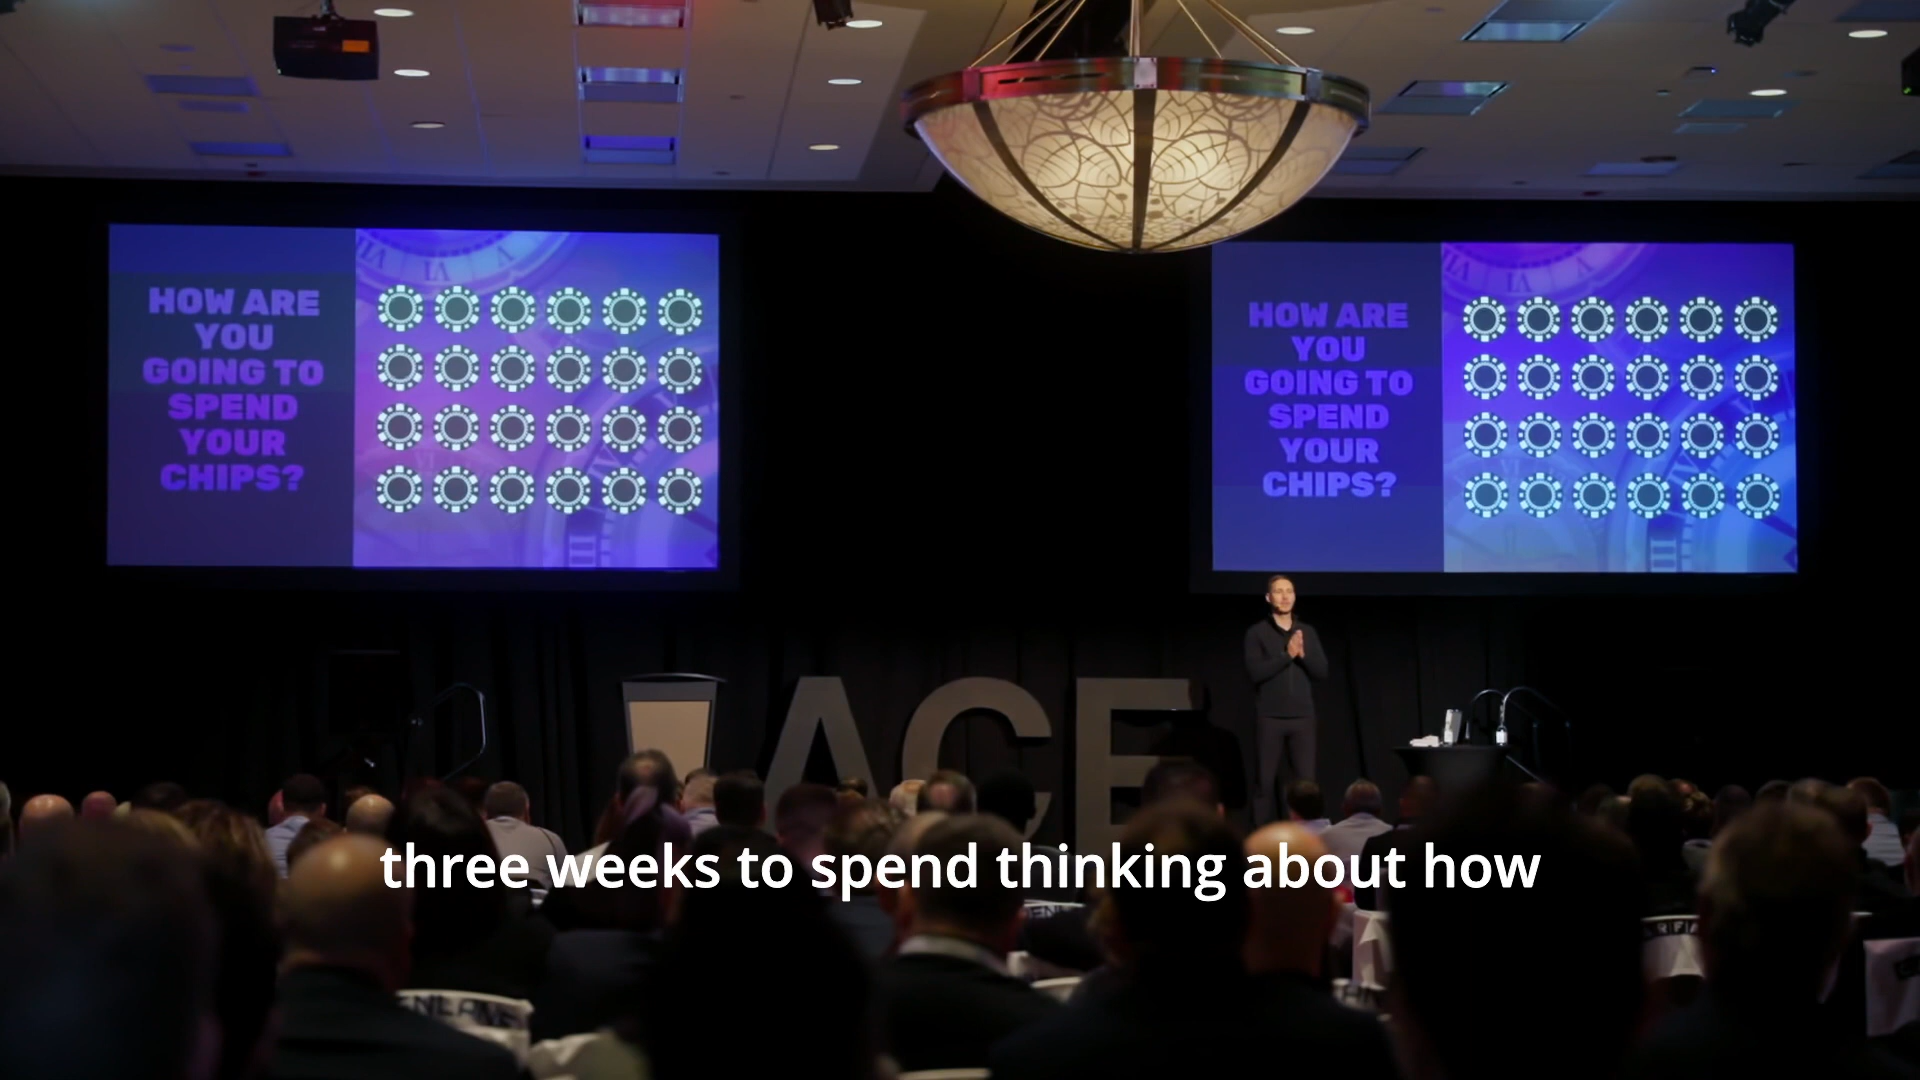 HOW ARE
YOU
GOING TO
SPEND
YOUR
CHIPS?
HOW ARE
YOU
GOING TO
SPEND
YOUR
CHIPS?
ACE
three weeks to spend thinking about how